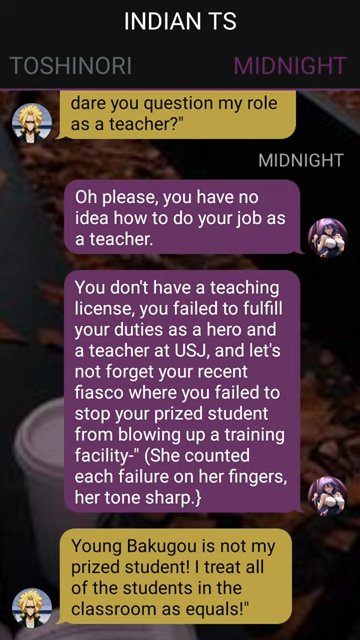 INDIAN TS
TOSHINORI
MIDNIGHT
dare you question my role
as a teacher?"
MIDNIGHT
Oh please, you have no
idea how to do your job as
a teacher.
You don't have a teaching
license, you failed to fulfill
your duties as a hero and
a teacher at USJ, and let's
not forget your recent
fiasco where you failed to
stop your prized student
from blowing up a training
facility-" (She counted
each failure on her fingers,
her tone sharp.}
Young Bakugou is not my
prized student! I treat all
of the students in the
classroom as equals!"